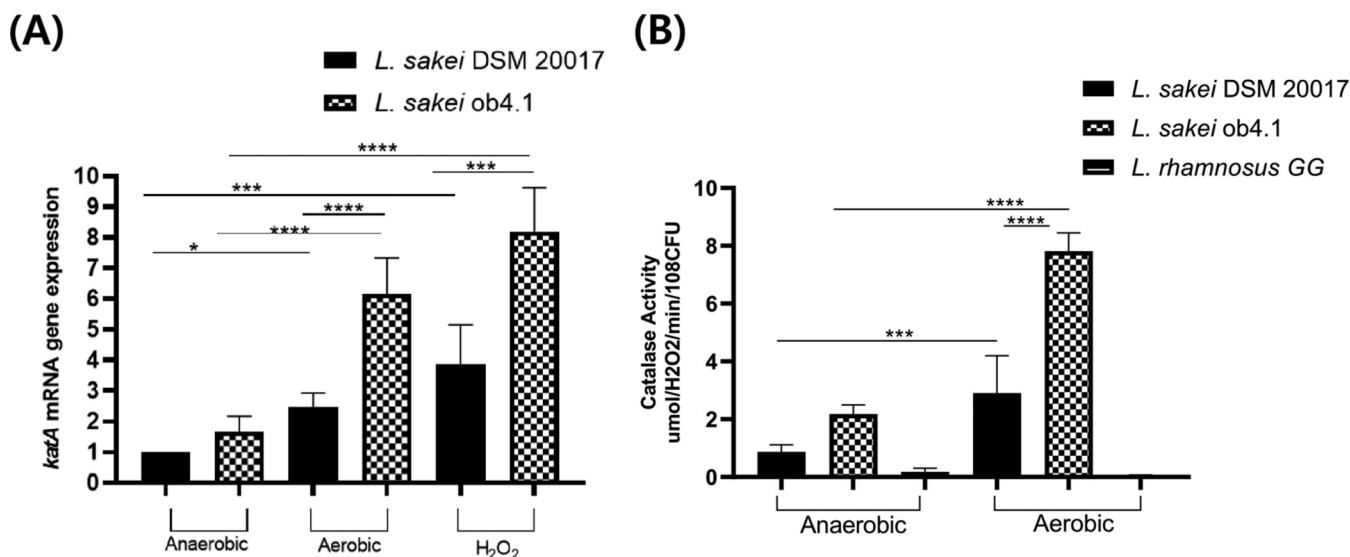 (A)
L. sakei DSM 20017
L. sakei ob4.1
katA mRNA gene expression
10
9
8
7
6
5
4
3
2
1
0
****
***
***
****
****
*
Anaerobic
Aerobic
H₂O₂
(B)
L. sakei DSM 20017
L. sakei ob4.1
L. rhamnosus GG
Catalase Activity
umol/H2O2/min/108CFU
10
8
6
4
2
0
****
****
***
Anaerobic
Aerobic